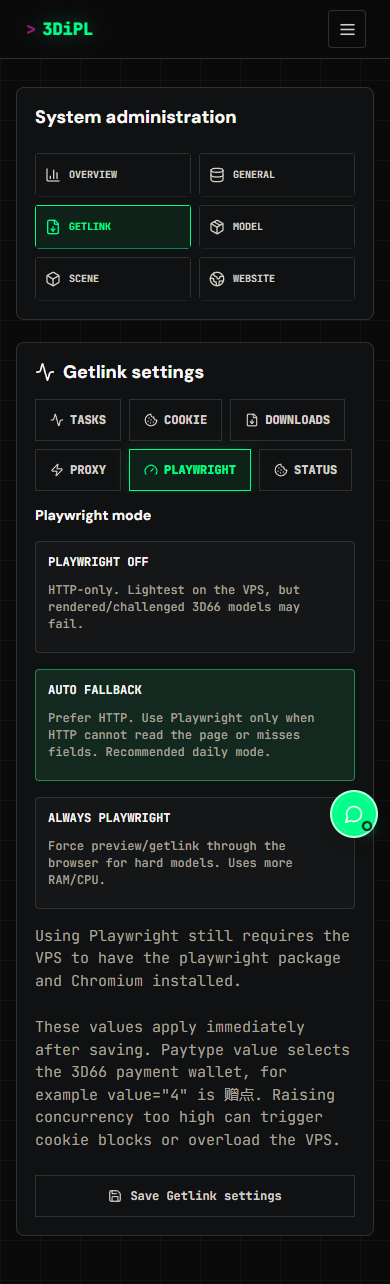 > 3DiPL
System administration
OVERVIEW
GENERAL
GETLINK
MODEL
SCENE
WEBSITE
Getlink settings
TASKS
COOKIE
DOWNLOADS
PROXY
PLAYWRIGHT
STATUS
Playwright mode
PLAYWRIGHT OFF
HTTP-only. Lightest on the VPS, but
rendered/challenged 3D66 models may
fail.
AUTO FALLBACK
Prefer HTTP. Use Playwright only when
HTTP cannot read the page or misses
fields. Recommended daily mode.
ALWAYS PLAYWRIGHT
Force preview/getlink through the
browser for hard models. Uses more
RAM/CPU.
Using Playwright still requires the
VPS to have the playwright package
and Chromium installed.
These values apply immediately
after saving. Paytype value selects
the 3D66 payment wallet, for
example value="4" is 赠点. Raising
concurrency too high can trigger
cookie blocks or overload the VPS.
Save Getlink settings